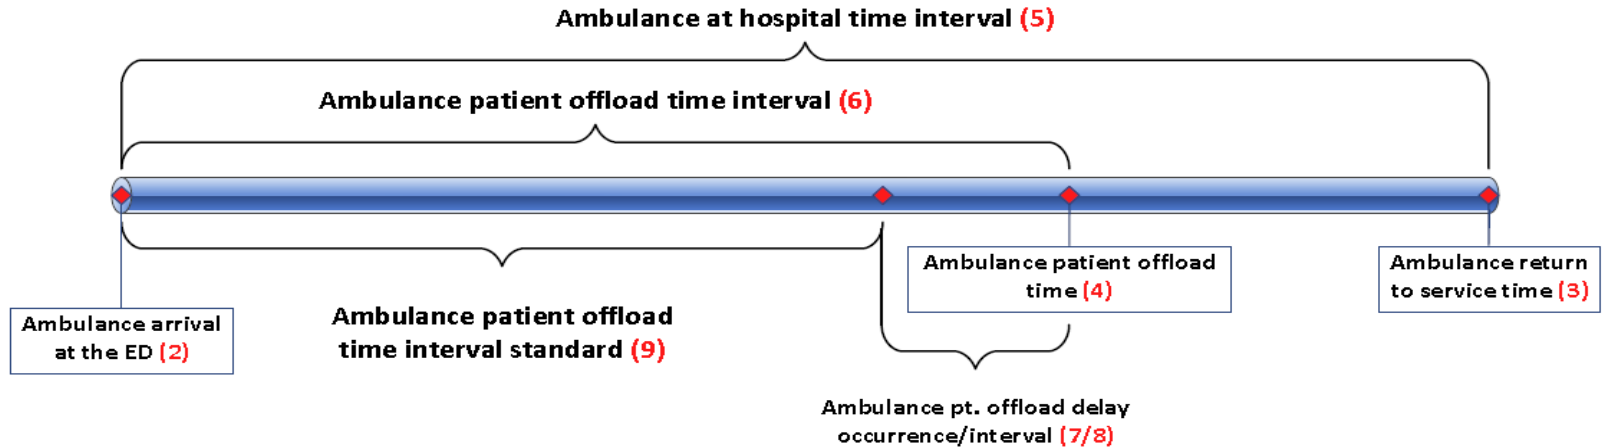 Ambulance at hospital time interval (5)
Ambulance patient offload time interval (6)
Ambulance patient offload
time (4)
Ambulance return
to service time (3)
Ambulance arrival
at the ED (2)
Ambulance patient offload
time interval standard (9)
Ambulance pt. offload delay
occurrence/interval (7/8)